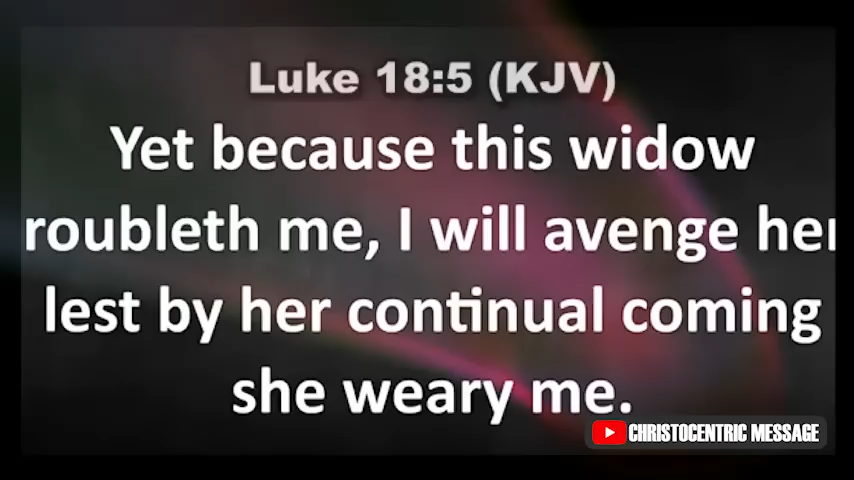 Luke 18:5 (KJV)
Yet because this widow
roubleth me, I will avenge her
lest by her continual coming
she weary me.
CHRISTOCENTRIC MESSAGE